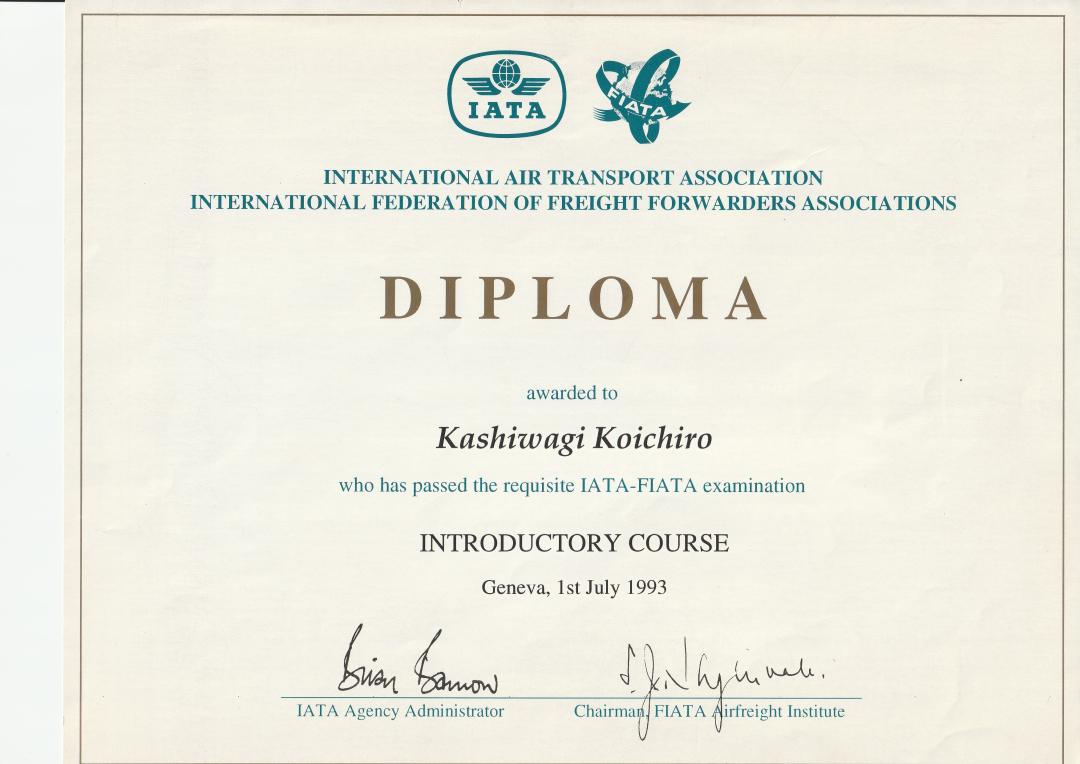 IATA
FIATA
INTERNATIONAL AIR TRANSPORT ASSOCIATION
INTERNATIONAL FEDERATION OF FREIGHT FORWARDERS ASSOCIATIONS
DIPLOMA
awarded to
Kashiwagi Koichiro
who has passed the requisite IATA-FIATA examination
INTRODUCTORY COURSE
Geneva, 1st July 1993
Brian Barrow
IATA Agency Administrator
Chairman, FIATA Airfreight Institute